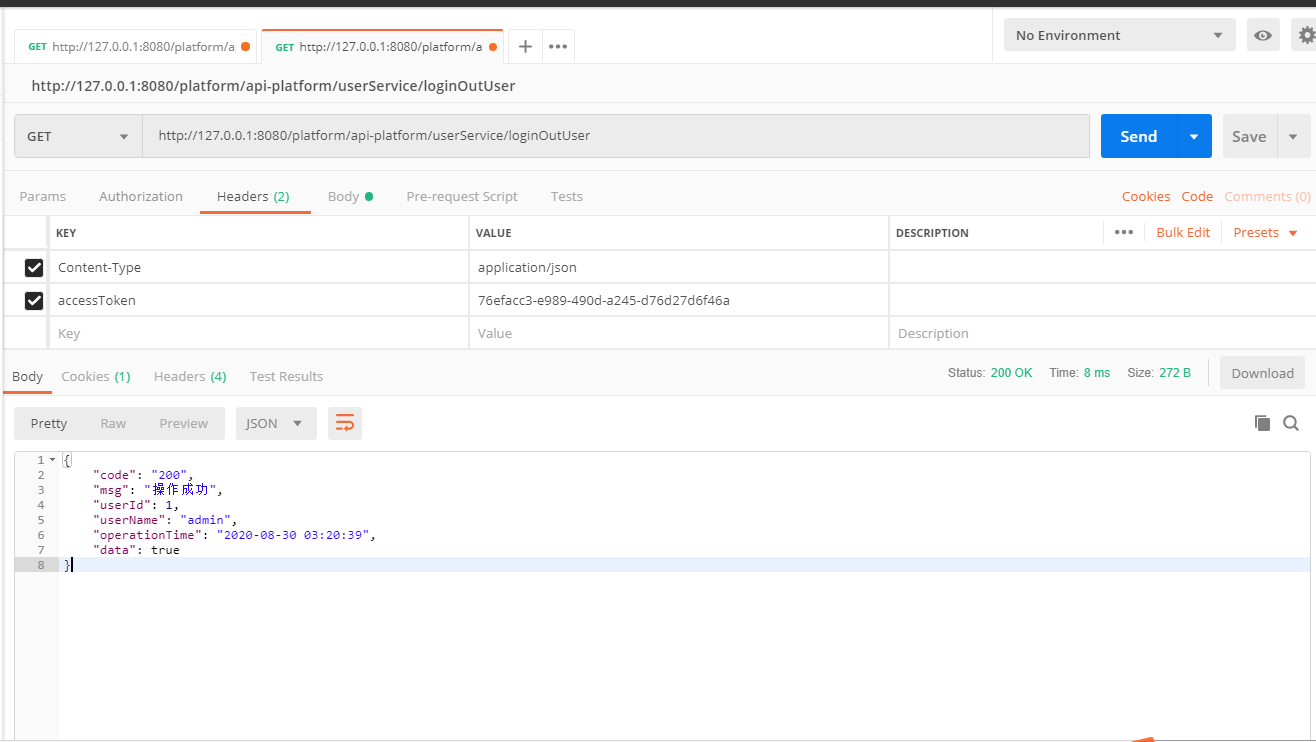 GET http://127.0.0.1:8080/platform/a GET http://127.0.0.1:8080/platform/a + ••• No Environment
http://127.0.0.1:8080/platform/api-platform/userService/loginOutUser
GET http://127.0.0.1:8080/platform/api-platform/userService/loginOutUser Send Save
Params Authorization Headers (2) Body Pre-request Script Tests Cookies Code Comments (0)
KEY VALUE DESCRIPTION ••• Bulk Edit Presets
Content-Type application/json
accessToken 76efacc3-e989-490d-a245-d76d27d6f46a
Key Value Description
Body Cookies (1) Headers (4) Test Results Status: 200 OK Time: 8 ms Size: 272 B Download
Pretty Raw Preview JSON
1 {
2 "code": "200",
3 "msg": "操作成功",
4 "userId": 1,
5 "userName": "admin",
6 "operationTime": "2020-08-30 03:20:39",
7 "data": true
8 }